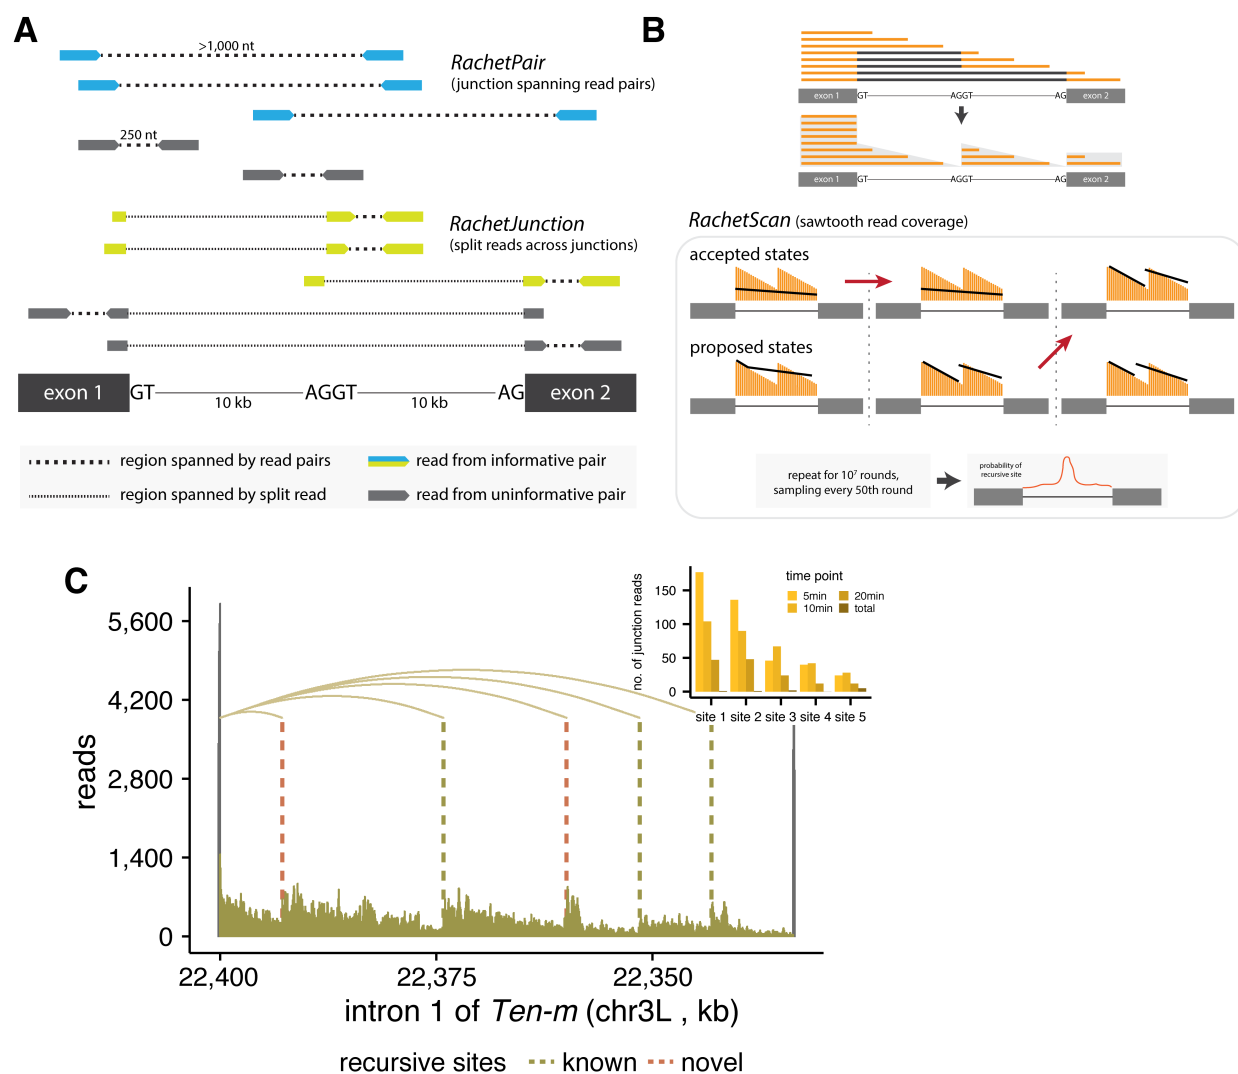 A
>1,000 nt
RachetPair
(junction spanning read pairs)
250 nt
RachetJunction
(split reads across junctions)
exon 1
GT
AGGT
AG
exon 2
10 kb
10 kb
region spanned by read pairs
read from informative pair
region spanned by split read
read from uninformative pair
B
exon 1
GT
AGGT
AG
exon 2
exon 1
GT
AGGT
AG
exon 2
RachetScan (sawtooth read coverage)
accepted states
proposed states
repeat for 10⁷ rounds,
sampling every 50th round
probability of
recursive site
C
reads
5,600
4,200
2,800
1,400
0
22,400
22,375
22,350
intron 1 of Ten-m (chr3L , kb)
recursive sites
known
novel
no. of junction reads
150
100
50
0
time point
5min
20min
10min
total
site 1 site 2 site 3 site 4 site 5